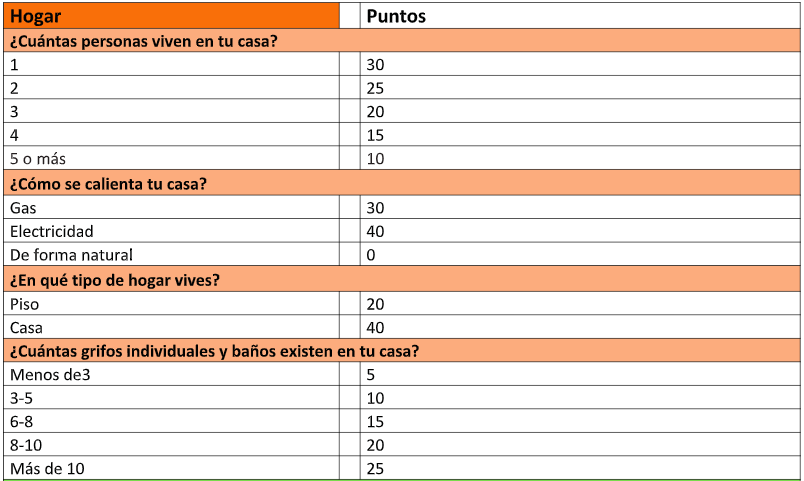 Hogar Puntos
¿Cuántas personas viven en tu casa?
1 30
2 25
3 20
4 15
5 o más 10
¿Cómo se calienta tu casa?
Gas 30
Electricidad 40
De forma natural 0
¿En qué tipo de hogar vives?
Piso 20
Casa 40
¿Cuántas grifos individuales y baños existen en tu casa?
Menos de3 5
3-5 10
6-8 15
8-10 20
Más de 10 25